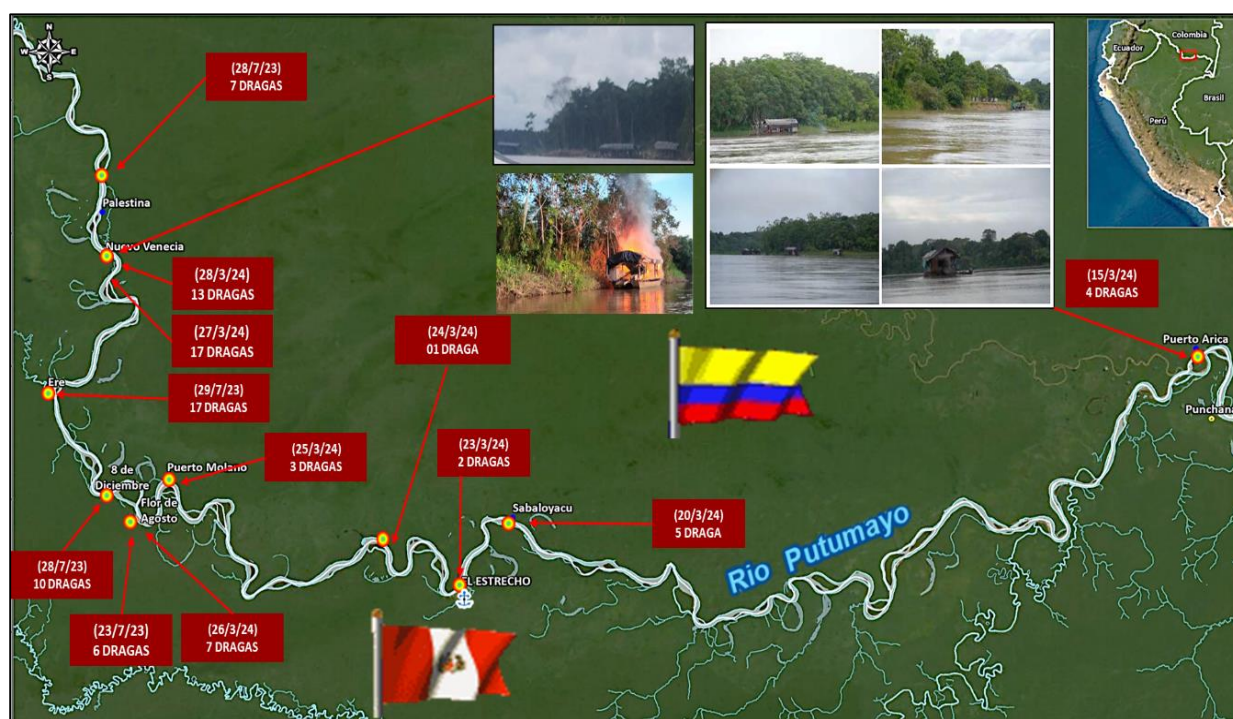 N
W E
S
(28/7/23)
7 DRAGAS
Colombia
Ecuador
Brasil
Perú
Palestina
Nuevo Venecia
(28/3/24)
13 DRAGAS
(15/3/24)
4 DRAGAS
(27/3/24)
17 DRAGAS
(24/3/24)
01 DRAGA
Puerto Arica
Ere
(29/7/23)
17 DRAGAS
Punchana
(25/3/24)
3 DRAGAS
(23/3/24)
2 DRAGAS
Puerto Molano
8 de
Diciembre
Flor de
Agosto
Sabaloyacu
(20/3/24)
5 DRAGA
Rio Putumayo
(28/7/23)
10 DRAGAS
EL ESTRECHO
(23/7/23)
6 DRAGAS
(26/3/24)
7 DRAGAS